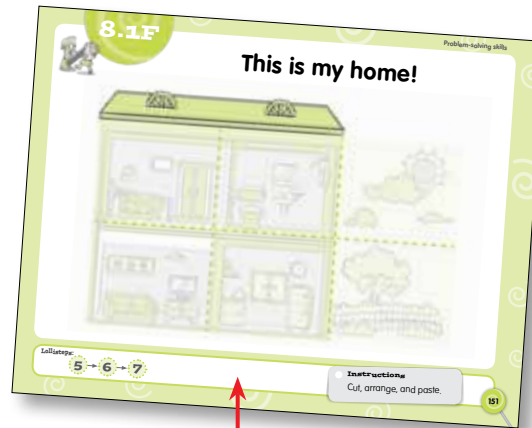 8.1F
Problem-solving skills
This is my home!
Lollisteps:
5 6 7
Instructions
Cut, arrange, and paste.
151